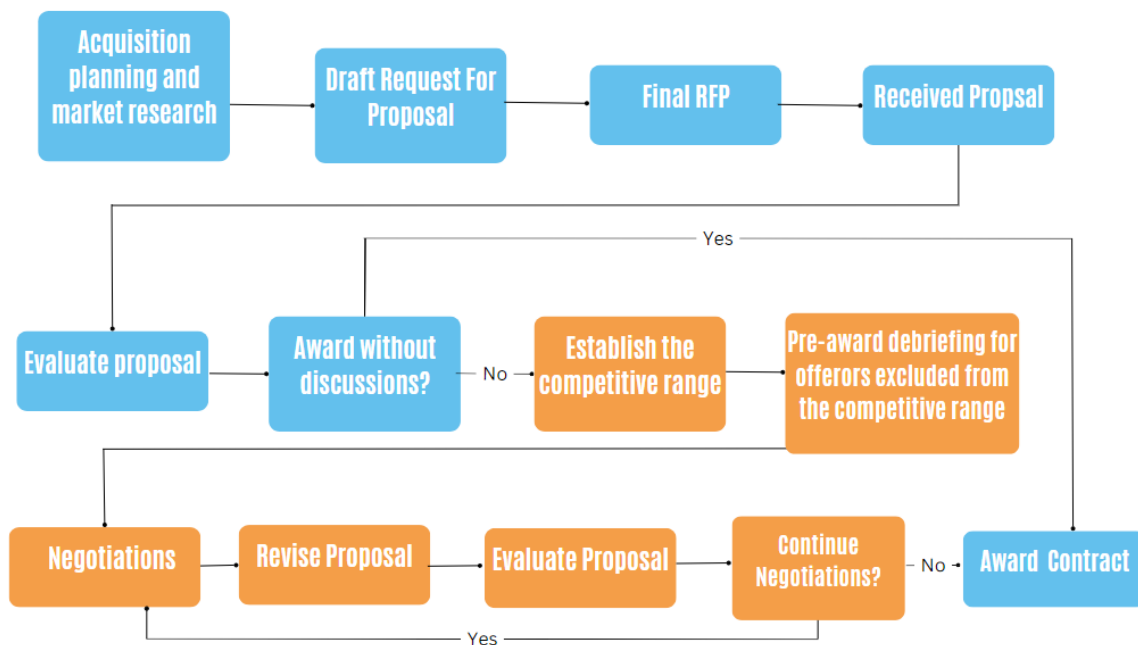 Acquisition
planning and
market research
Draft Request For
Proposal
Final RFP
Received Propsal
Yes
Evaluate proposal
Award without
discussions?
No
Establish the
competitive range
Pre-award debriefing for
offerors excluded from
the competitive range
Negotiations
Revise Proposal
Evaluate Proposal
Continue
Negotiations?
No
Award Contract
Yes